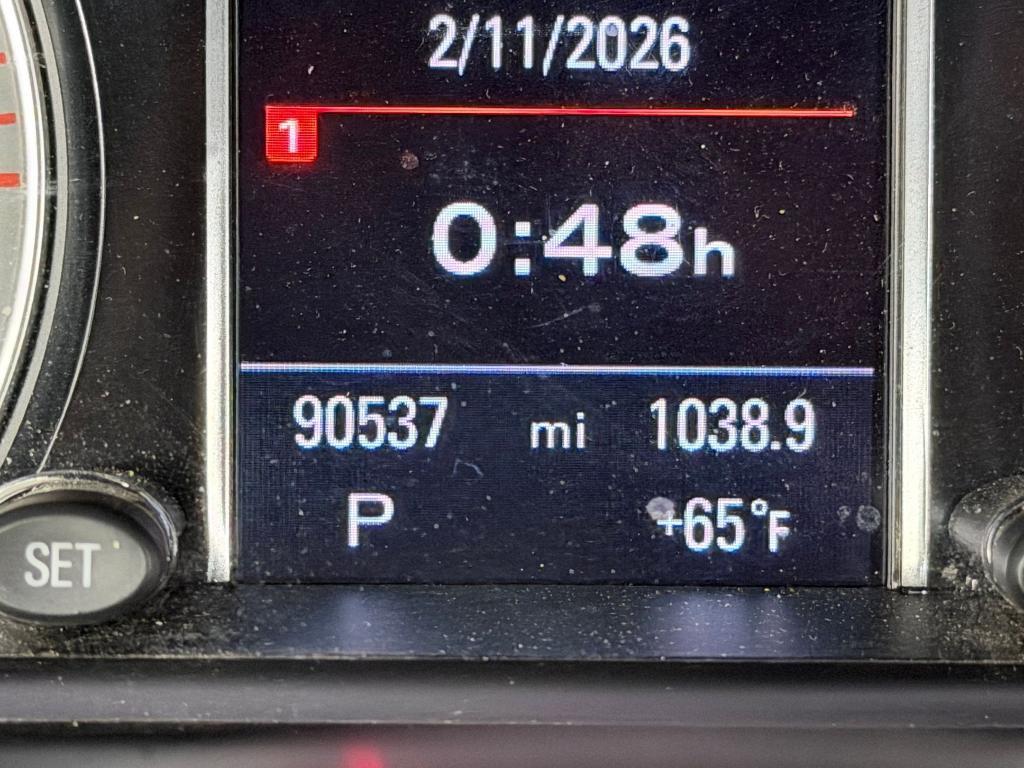 2/11/2026
1
0:48h
90537 mi 1038.9
P +65°F
SET